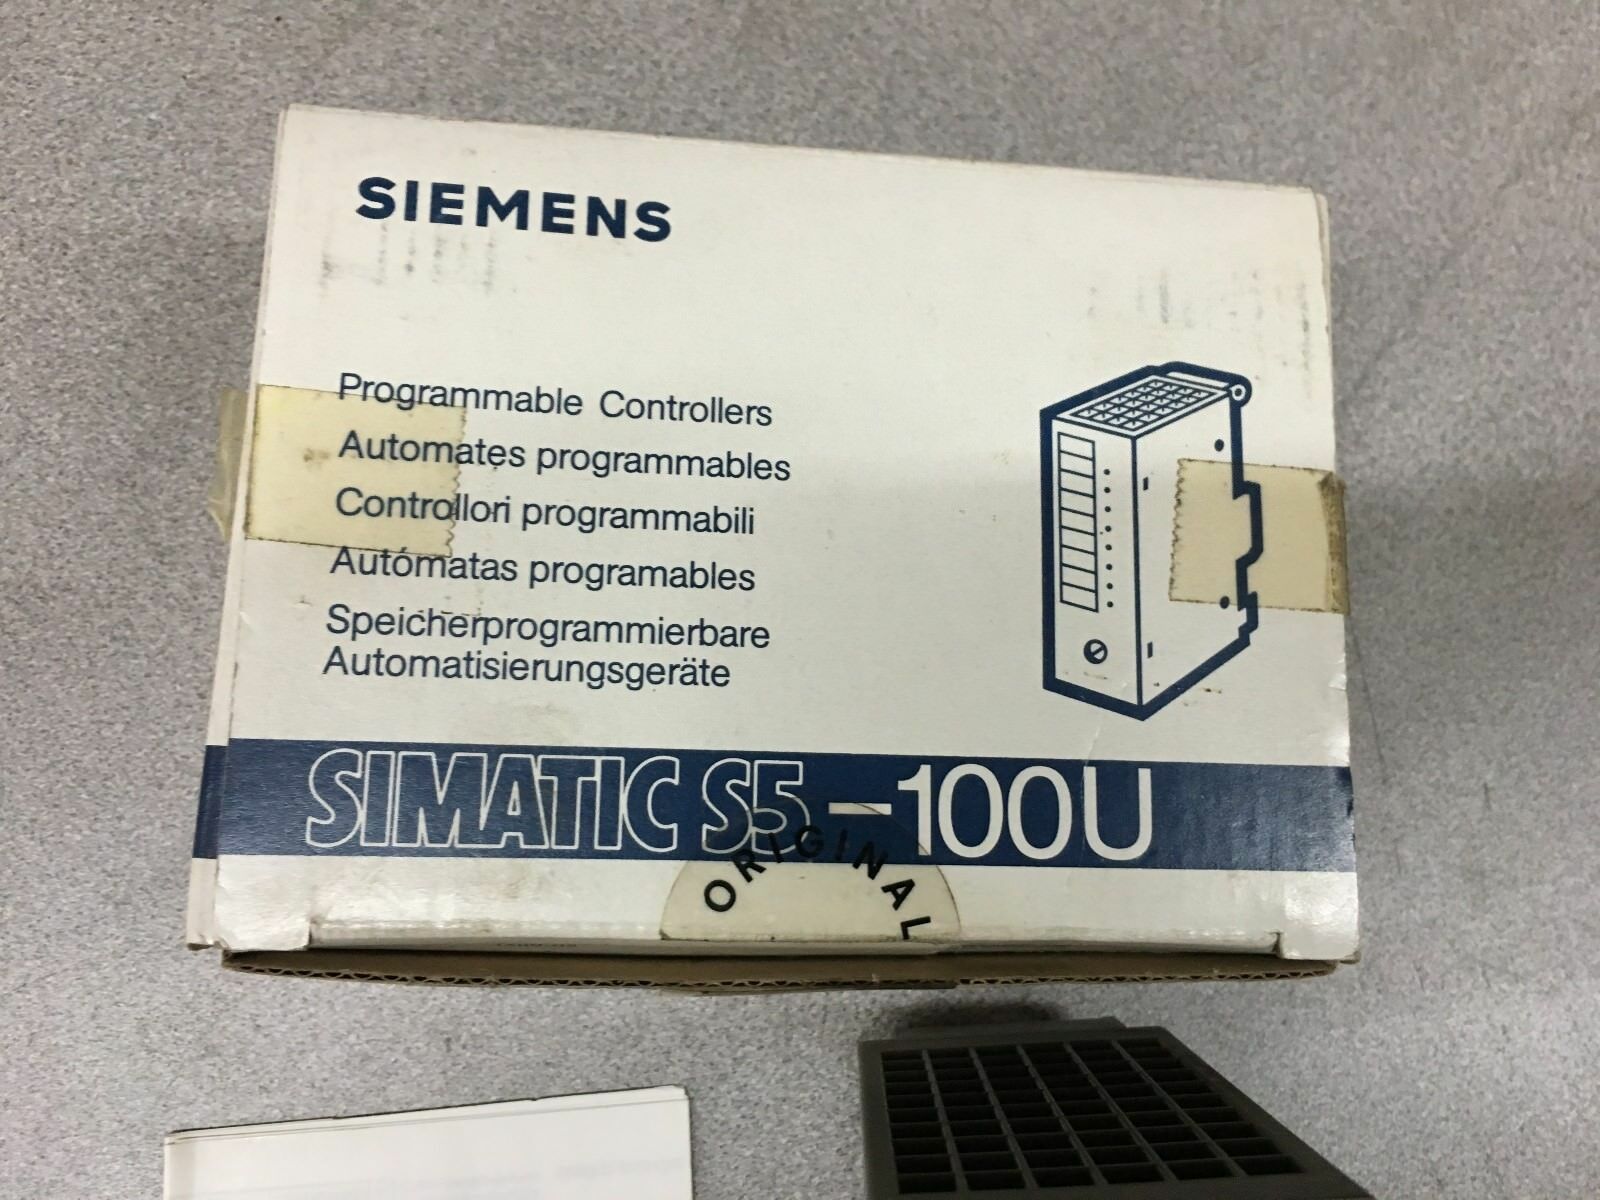 SIEMENS
Programmable Controllers
Automates programmables
Controllori programmabili
Autómatas programables
Speicherprogrammierbare
Automatisierungsgeräte
SIMATIC S5-100U
ORIGINAL